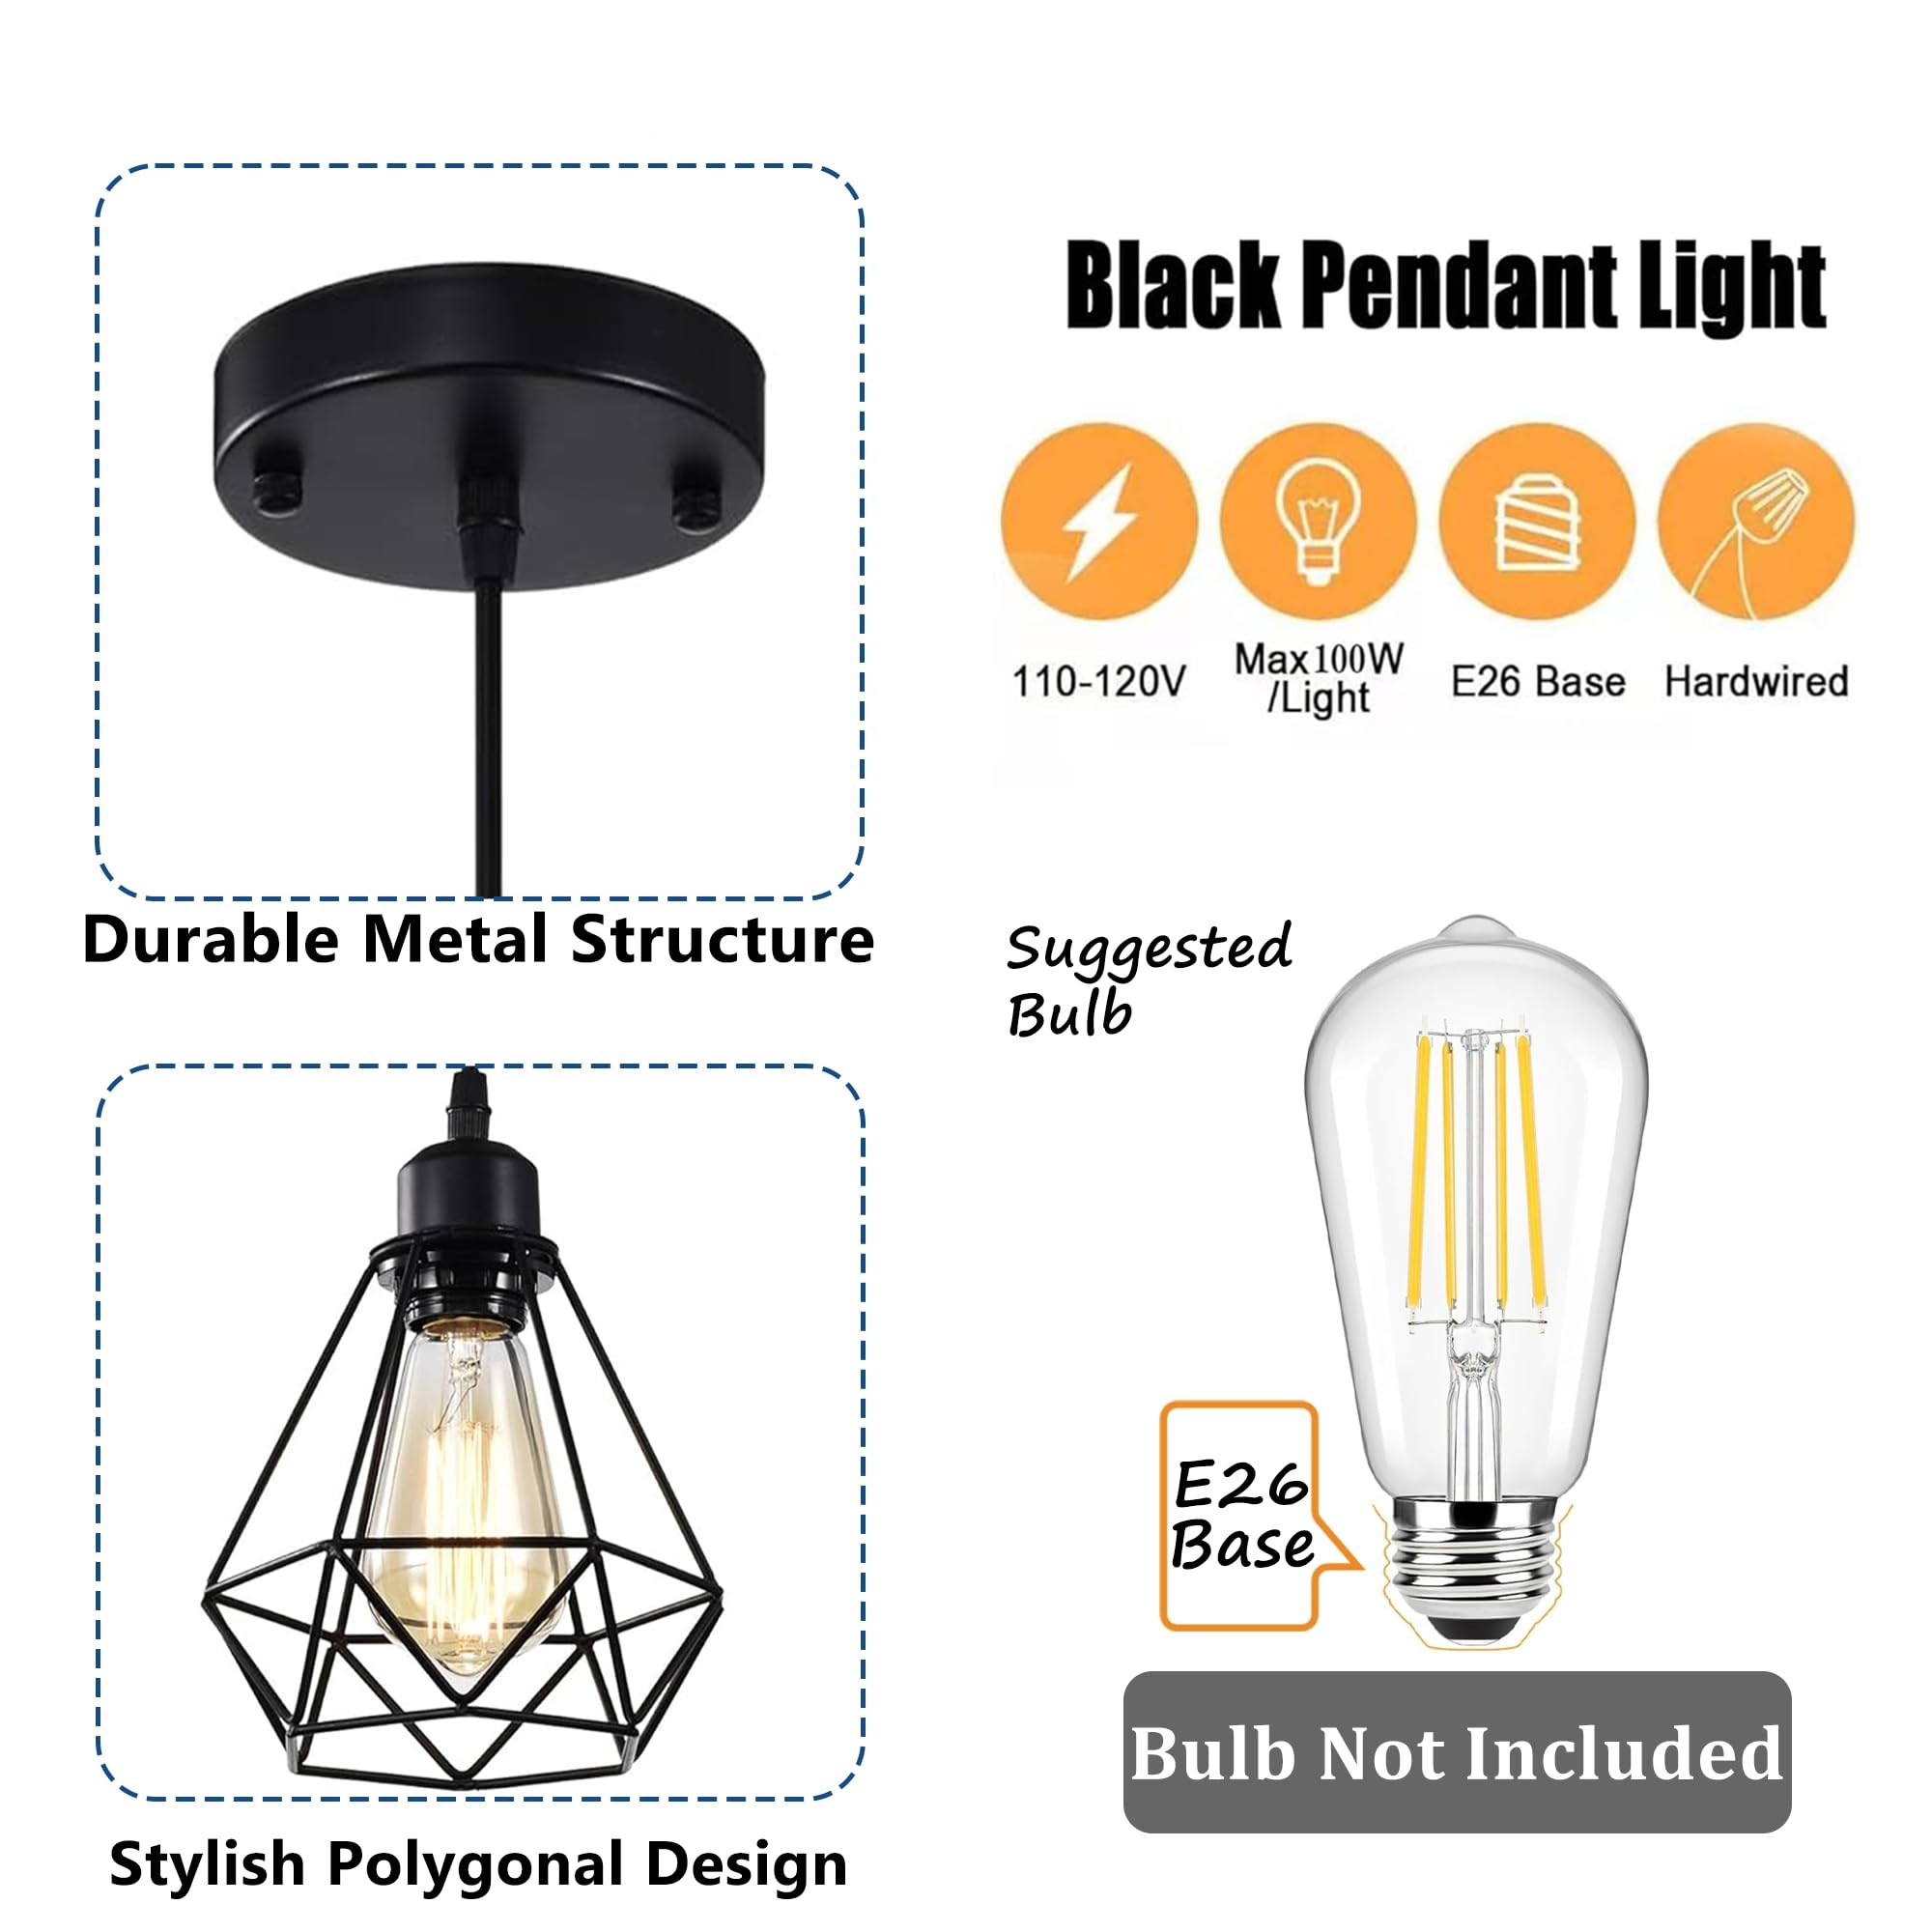 Black Pendant Light
110-120V
Max100W
/Light
E26 Base
Hardwired
Durable Metal Structure
Suggested
Bulb
E26
Base
Bulb Not Included
Stylish Polygonal Design